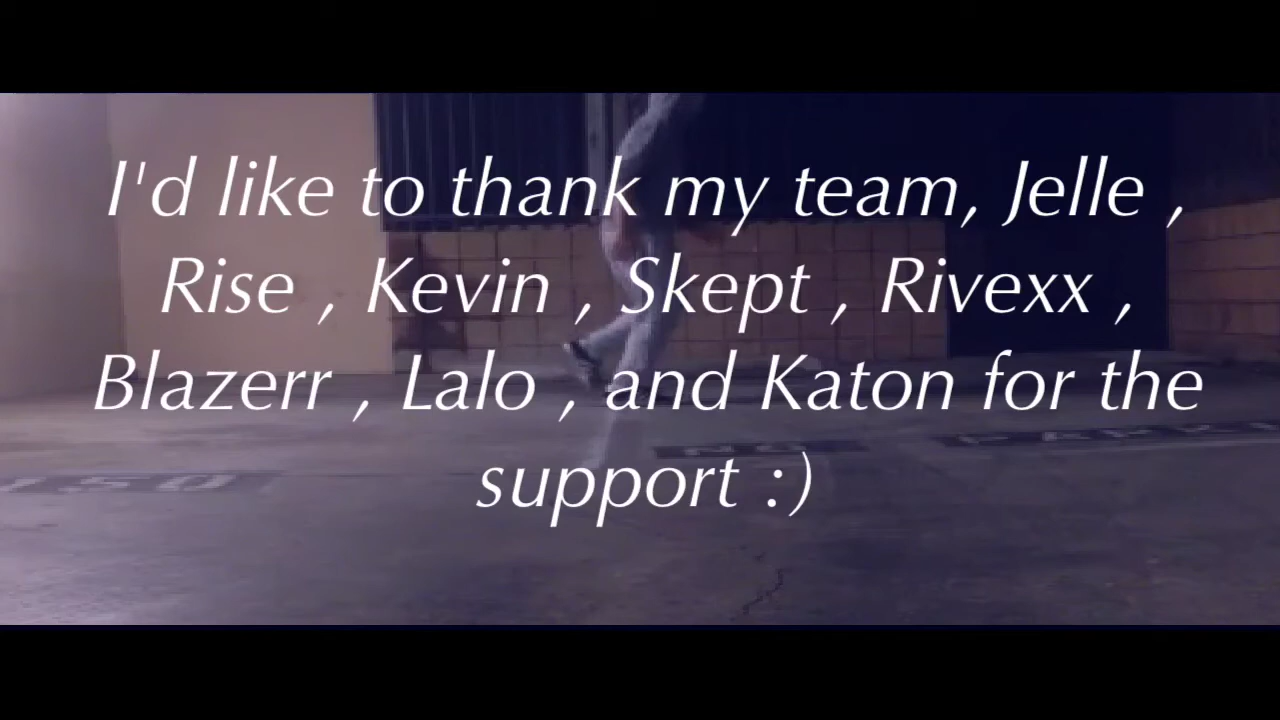 I'd like to thank my team, Jelle ,
Rise , Kevin , Skept , Rivexx ,
Blazerr , Lalo , and Katon for the
support :)